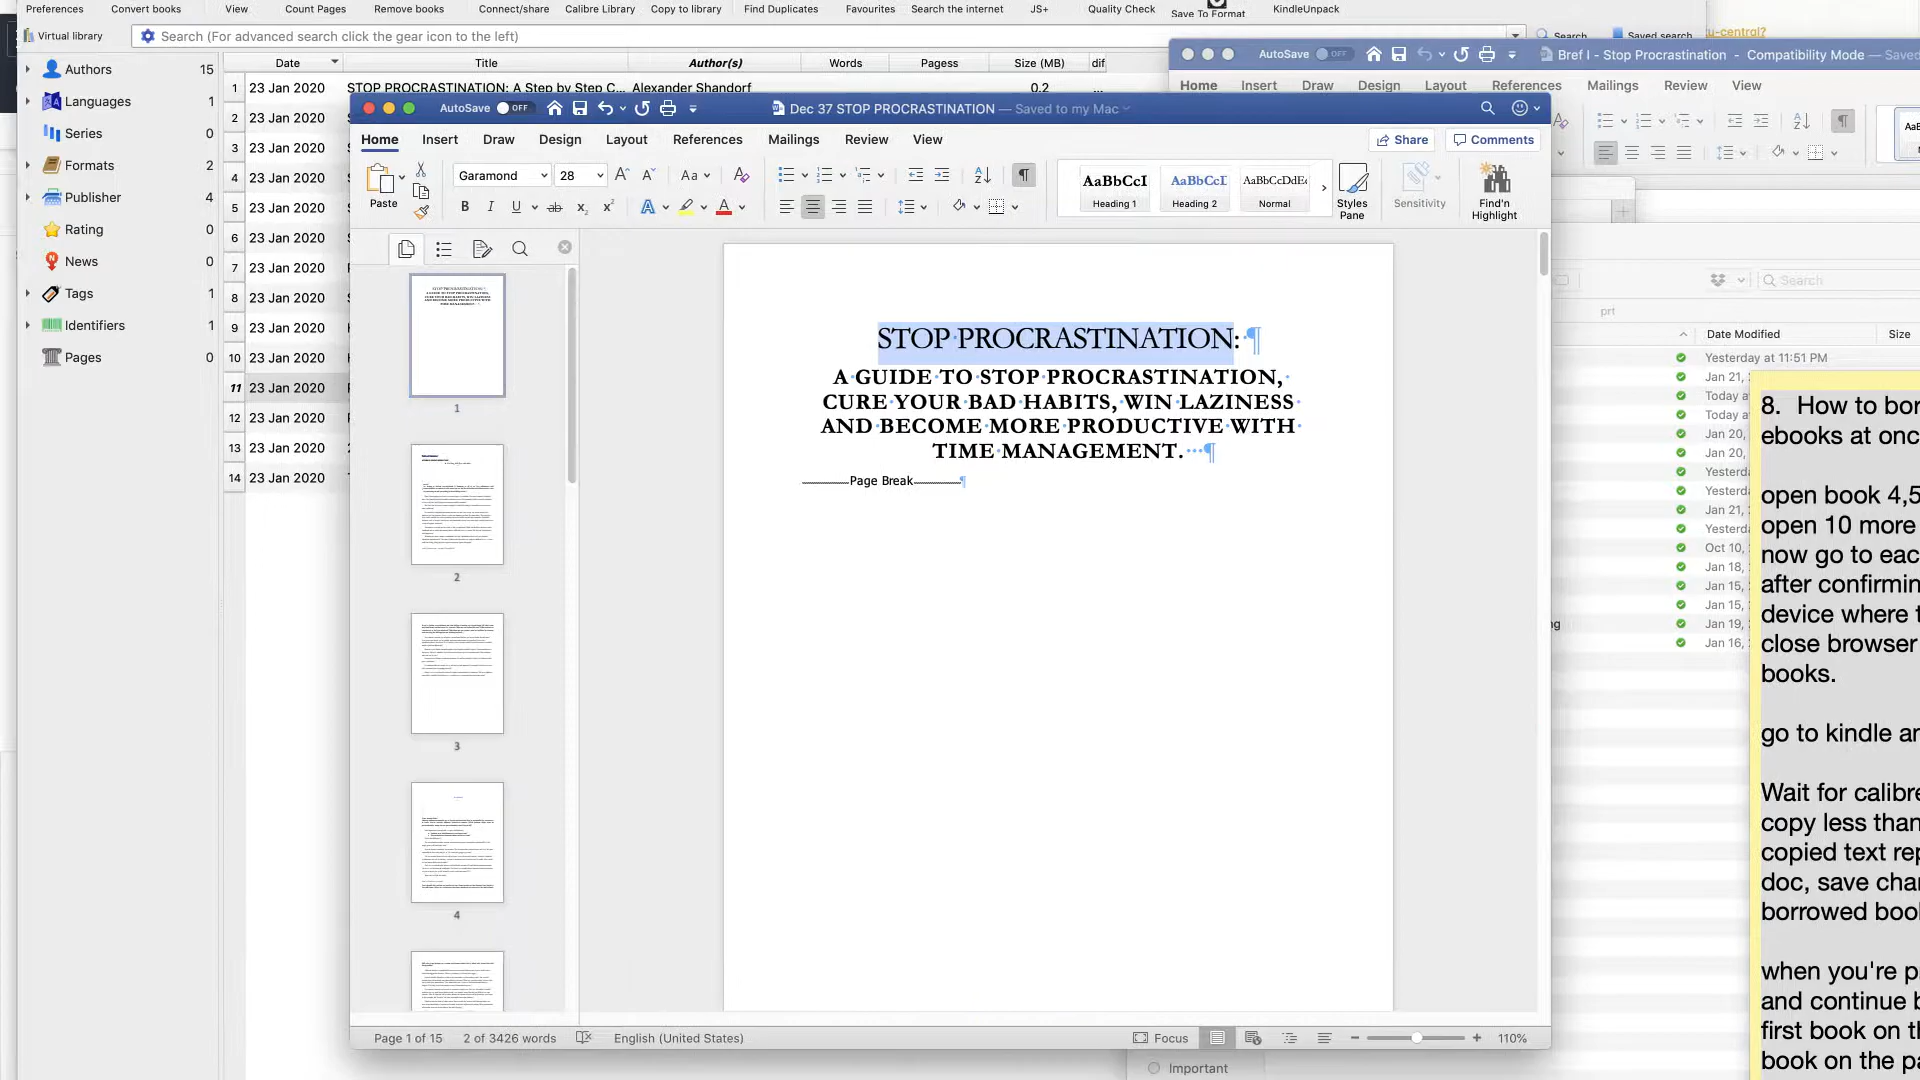 Preferences
Convert books
View
Count Pages
Remove books
Connect/share
Calibre Library
Copy to library
Find Duplicates
Favourites
Search the internet
JS+
Quality Check
Save To Format
KindleUnpack
Virtual library
Search (For advanced search click the gear icon to the left)
Search
Saved search
Authors 15
Languages 1
Series 0
Formats 2
Publisher 4
Rating 0
News 0
Tags 1
Identifiers 1
Pages 0
Date Title Author(s) Words Pagess Size (MB) dif
1 23 Jan 2020 STOP PROCRASTINATION: A Step by Step C... Alexander Shandorf 0.2 ...
2 23 Jan 2020
3 23 Jan 2020
4 23 Jan 2020
5 23 Jan 2020
6 23 Jan 2020
7 23 Jan 2020
8 23 Jan 2020
9 23 Jan 2020
10 23 Jan 2020
11 23 Jan 2020
12 23 Jan 2020
13 23 Jan 2020
14 23 Jan 2020
AutoSave OFF
Bref I - Stop Procrastination - Compatibility Mode
Home Insert Draw Design Layout References Mailings Review View
AutoSave OFF
Dec 37 STOP PROCRASTINATION — Saved to my Mac
Home Insert Draw Design Layout References Mailings Review View
Share
Comments
Paste
Garamond
28
Aa
AaBbCcI
Heading 1
AaBbCcI
Heading 2
AaBbCcDdEe
Normal
Styles
Pane
Sensitivity
Find'n
Highlight
1
2
3
4
STOP PROCRASTINATION:
A GUIDE TO STOP PROCRASTINATION,
CURE YOUR BAD HABITS, WIN LAZINESS
AND BECOME MORE PRODUCTIVE WITH
TIME MANAGEMENT.
Page Break
Page 1 of 15
2 of 3426 words
English (United States)
Focus
110%
Search
prt
Date Modified Size
Yesterday at 11:51 PM
Jan 21,
Today a
Today a
Jan 20,
Jan 20,
Yesterd
Yesterd
Jan 21,
Yesterd
Oct 10,
Jan 18,
Jan 15,
Jan 15,
Jan 19,
Jan 16,
ng
Important
8. How to bor
ebooks at onc
open book 4,5
open 10 more
now go to eac
after confirmin
device where t
close browser
books.
go to kindle an
Wait for calibre
copy less than
copied text rep
doc, save chan
borrowed book
when you're p
and continue b
first book on th
book on the pa